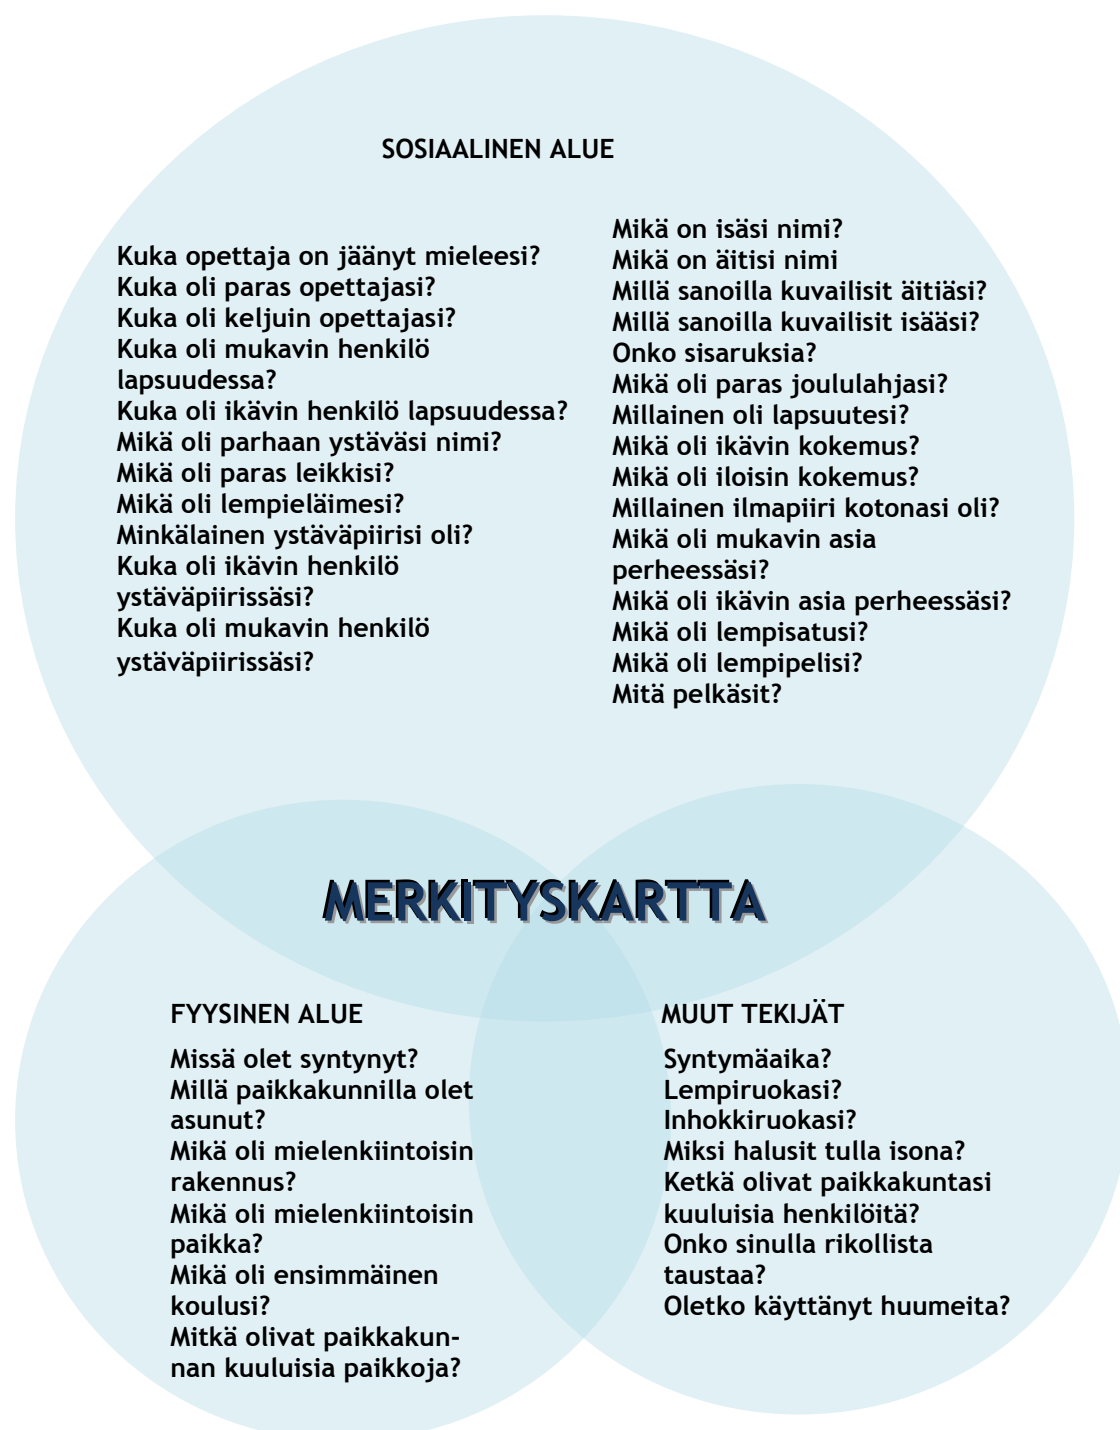 SOSIAALINEN ALUE
Kuka opettaja on jäänyt mieleesi?
Kuka oli paras opettajasi?
Kuka oli keljuin opettajasi?
Kuka oli mukavin henkilö
lapsuudessa?
Kuka oli ikävin henkilö lapsuudessa?
Mikä oli parhaan ystäväsi nimi?
Mikä oli paras leikkisi?
Mikä oli lempieläimesi?
Minkälainen ystäväpiirisi oli?
Kuka oli ikävin henkilö
ystäväpiirissäsi?
Kuka oli mukavin henkilö
ystäväpiirissäsi?
Mikä on isäsi nimi?
Mikä on äitisi nimi
Millä sanoilla kuvailisit äitiäsi?
Millä sanoilla kuvailisit isääsi?
Onko sisaruksia?
Mikä oli paras joululahjasi?
Millainen oli lapsuutesi?
Mikä oli ikävin kokemus?
Mikä oli iloisin kokemus?
Millainen ilmapiiri kotonasi oli?
Mikä oli mukavin asia
perheessäsi?
Mikä oli ikävin asia perheessäsi?
Mikä oli lempisatusi?
Mikä oli lempipelisi?
Mitä pelkäsit?
MERKITYSKARTTA
FYYSINEN ALUE
Missä olet syntynyt?
Millä paikkakunnilla olet
asunut?
Mikä oli mielenkiintoisin
rakennus?
Mikä oli mielenkiintoisin
paikka?
Mikä oli ensimmäinen
koulusi?
Mitkä olivat paikkakun-
nan kuuluisia paikkoja?
MUUT TEKIJÄT
Syntymäaika?
Lempiruokasi?
Inhokkiruokasi?
Miksi halusit tulla isona?
Ketkä olivat paikkakuntasi
kuuluisia henkilöitä?
Onko sinulla rikollista
taustaa?
Oletko käyttänyt huumeita?